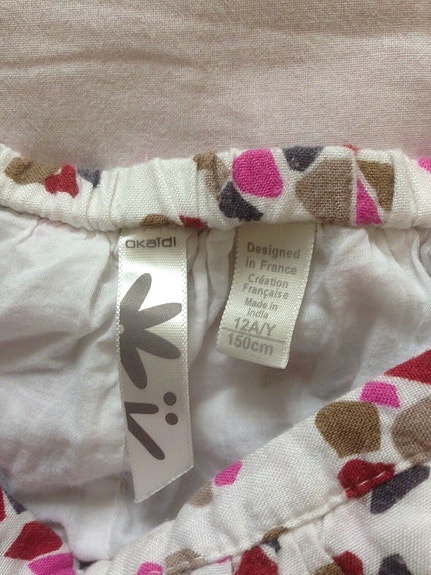 OKAÏDI
Designed
in France
Création
Française
Made in
India
12A/Y
150cm